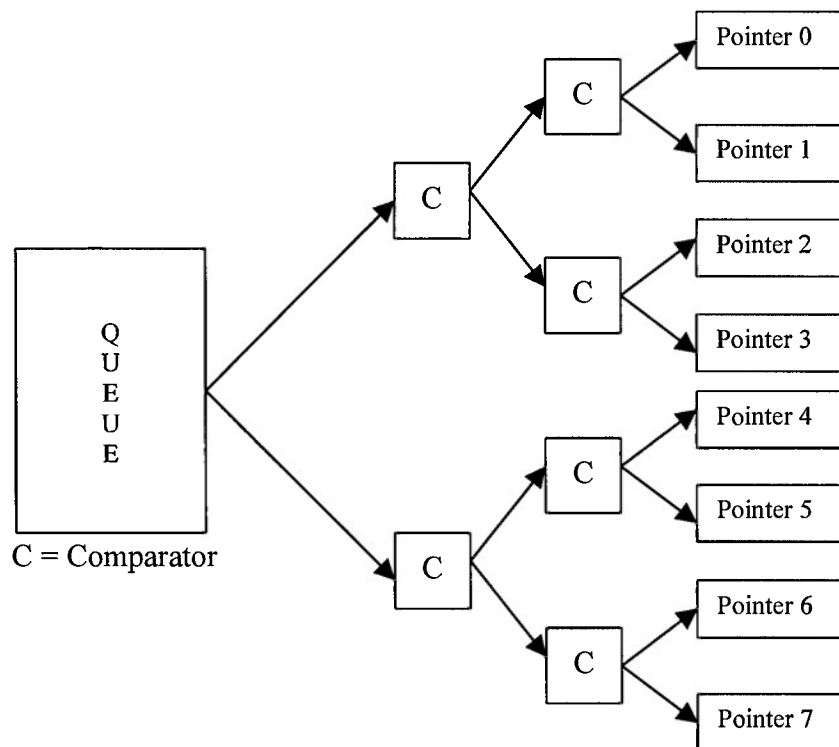 Pointer 0
C
Pointer 1
C
Pointer 2
C
Pointer 3
Q
U
E
U
E
C = Comparator
Pointer 4
C
Pointer 5
C
Pointer 6
C
Pointer 7